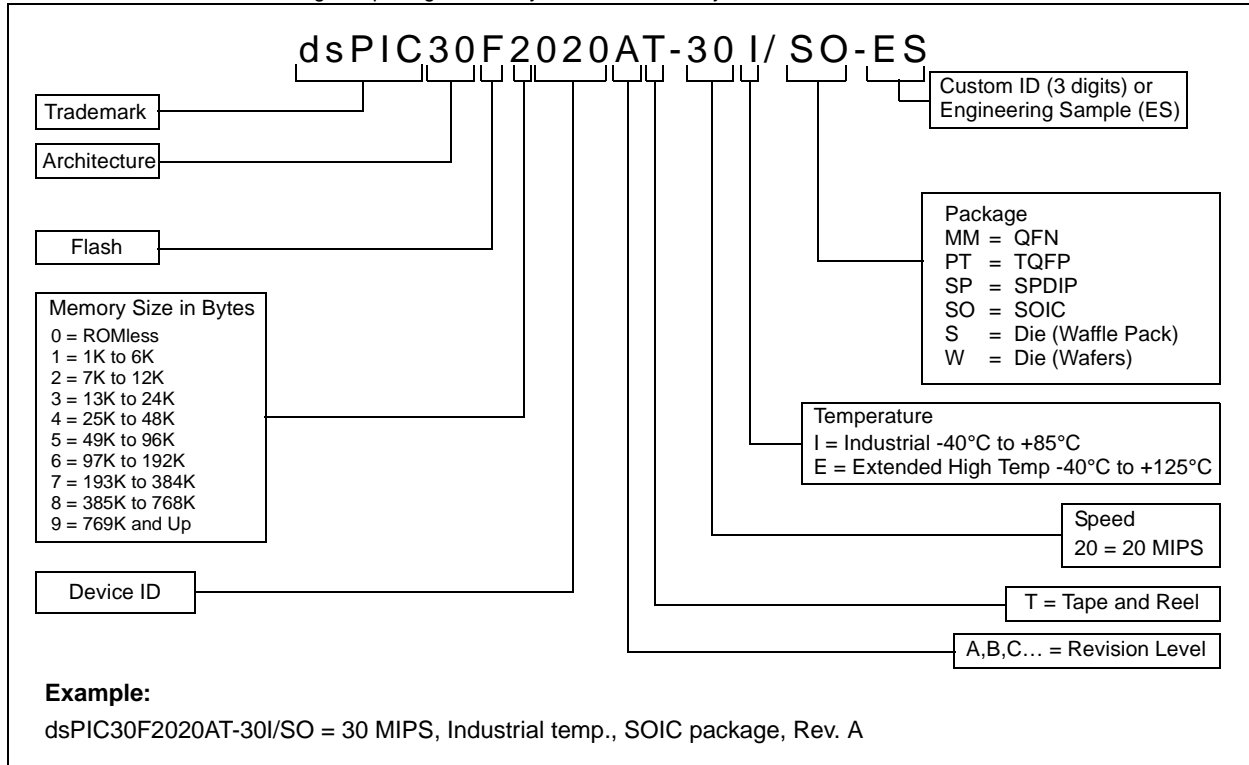 dsPIC30F2020AT-30I/SO-ES
Trademark
Architecture
Flash
Memory Size in Bytes
0 = ROMless
1 = 1K to 6K
2 = 7K to 12K
3 = 13K to 24K
4 = 25K to 48K
5 = 49K to 96K
6 = 97K to 192K
7 = 193K to 384K
8 = 385K to 768K
9 = 769K and Up
Device ID
Custom ID (3 digits) or
Engineering Sample (ES)
Package
MM = QFN
PT = TQFP
SP = SPDIP
SO = SOIC
S = Die (Waffle Pack)
W = Die (Wafers)
Temperature
I = Industrial -40°C to +85°C
E = Extended High Temp -40°C to +125°C
Speed
20 = 20 MIPS
T = Tape and Reel
A,B,C… = Revision Level
Example:
dsPIC30F2020AT-30I/SO = 30 MIPS, Industrial temp., SOIC package, Rev. A